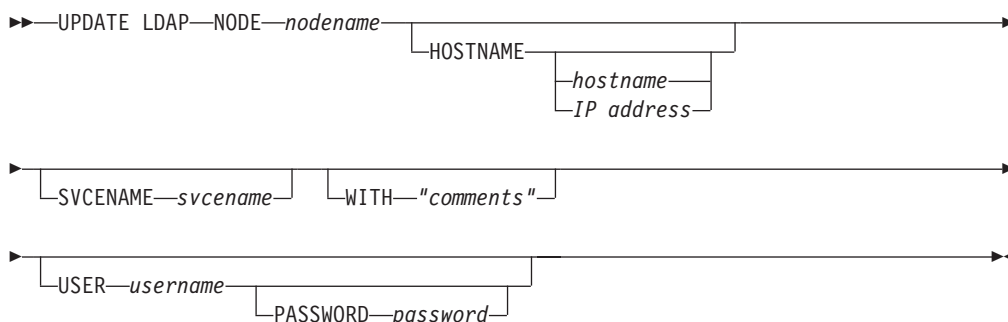 UPDATE LDAP NODE nodename
HOSTNAME
hostname
IP address
SVCENAME svcename WITH "comments"
USER username
PASSWORD password